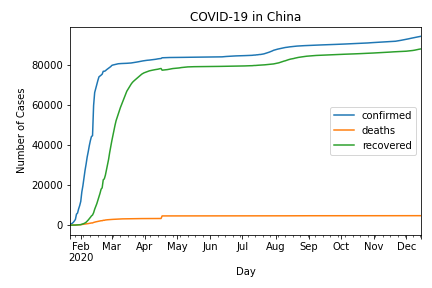 COVID-19 in China
Number of Cases
80000
60000
40000
20000
0
confirmed
deaths
recovered
Feb Mar Apr May Jun Jul Aug Sep Oct Nov Dec
2020
Day